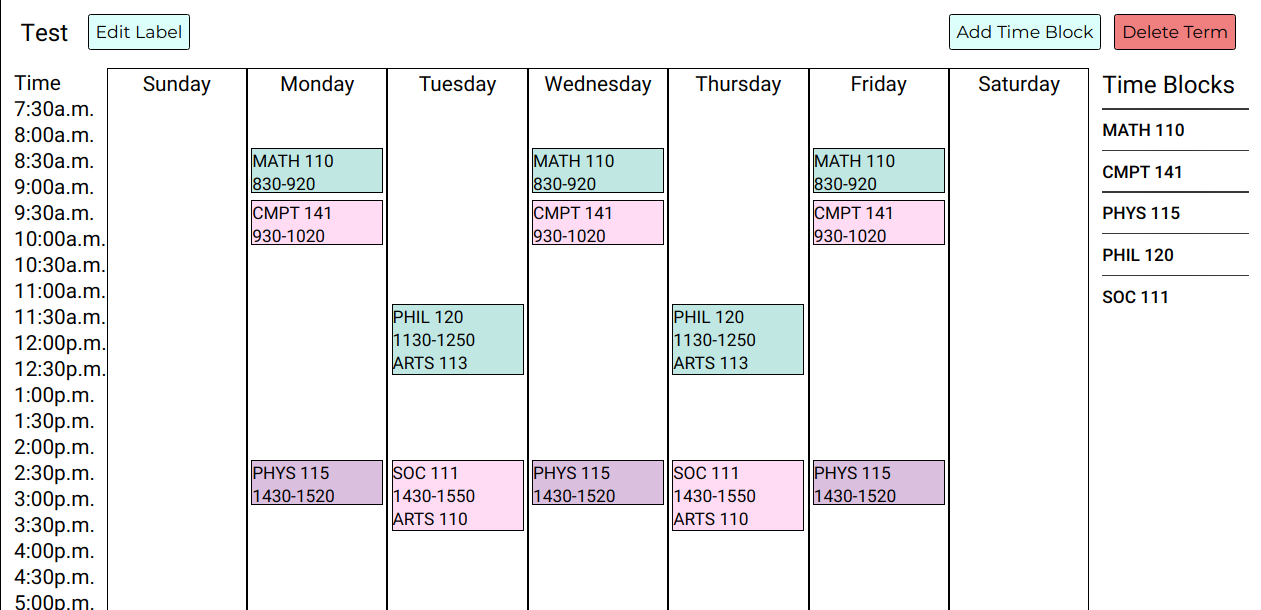 Test Edit Label Add Time Block Delete Term
Time Sunday Monday Tuesday Wednesday Thursday Friday Saturday Time Blocks
7:30a.m.
8:00a.m. MATH 110
8:30a.m. MATH 110 MATH 110 MATH 110
9:00a.m. 830-920 830-920 830-920 CMPT 141
9:30a.m. CMPT 141 CMPT 141 CMPT 141 PHYS 115
10:00a.m. 930-1020 930-1020 930-1020
10:30a.m. PHIL 120
11:00a.m. SOC 111
11:30a.m. PHIL 120 PHIL 120
12:00p.m. 1130-1250 1130-1250
12:30p.m. ARTS 113 ARTS 113
1:00p.m.
1:30p.m.
2:00p.m.
2:30p.m. PHYS 115 SOC 111 PHYS 115 SOC 111 PHYS 115
3:00p.m. 1430-1520 1430-1550 1430-1520 1430-1550 1430-1520
3:30p.m. ARTS 110 ARTS 110
4:00p.m.
4:30p.m.
5:00p.m.